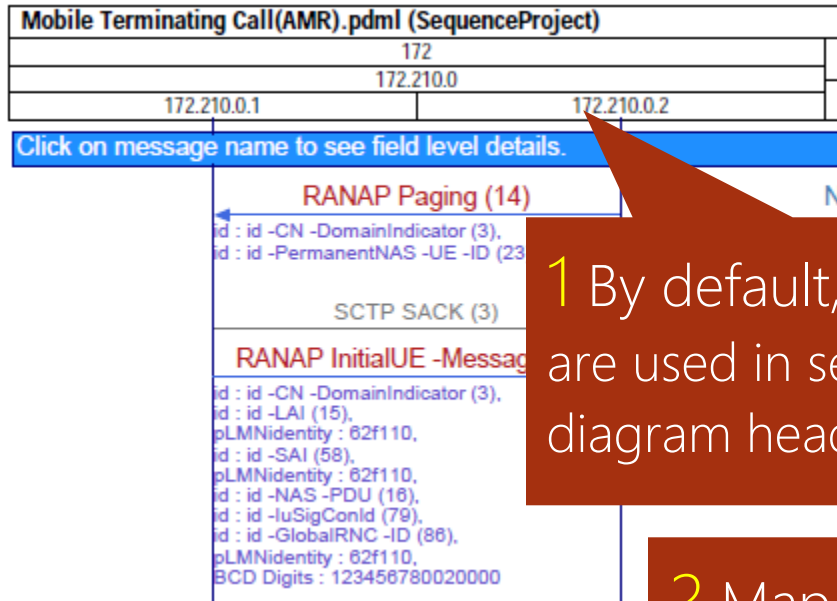 Mobile Terminating Call(AMR).pdml (SequenceProject)
172
172.210.0
172.210.0.1
172.210.0.2
Click on message name to see field level details.
RANAP Paging (14)
id : id -CN -DomainIndicator (3),
id : id -PermanentNAS -UE -ID (23
SCTP SACK (3)
RANAP InitialUE -Messag
id : id -CN -DomainIndicator (3),
id : id -LAI (15),
pLMNidentity : 62f110,
id : id -SAI (58),
pLMNidentity : 62f110,
id : id -NAS -PDU (16),
id : id -IuSigConId (79),
id : id -GlobalRNC -ID (86),
pLMNidentity : 62f110,
BCD Digits : 123456780020000
1 By default,
are used in se
diagram head
2 Map